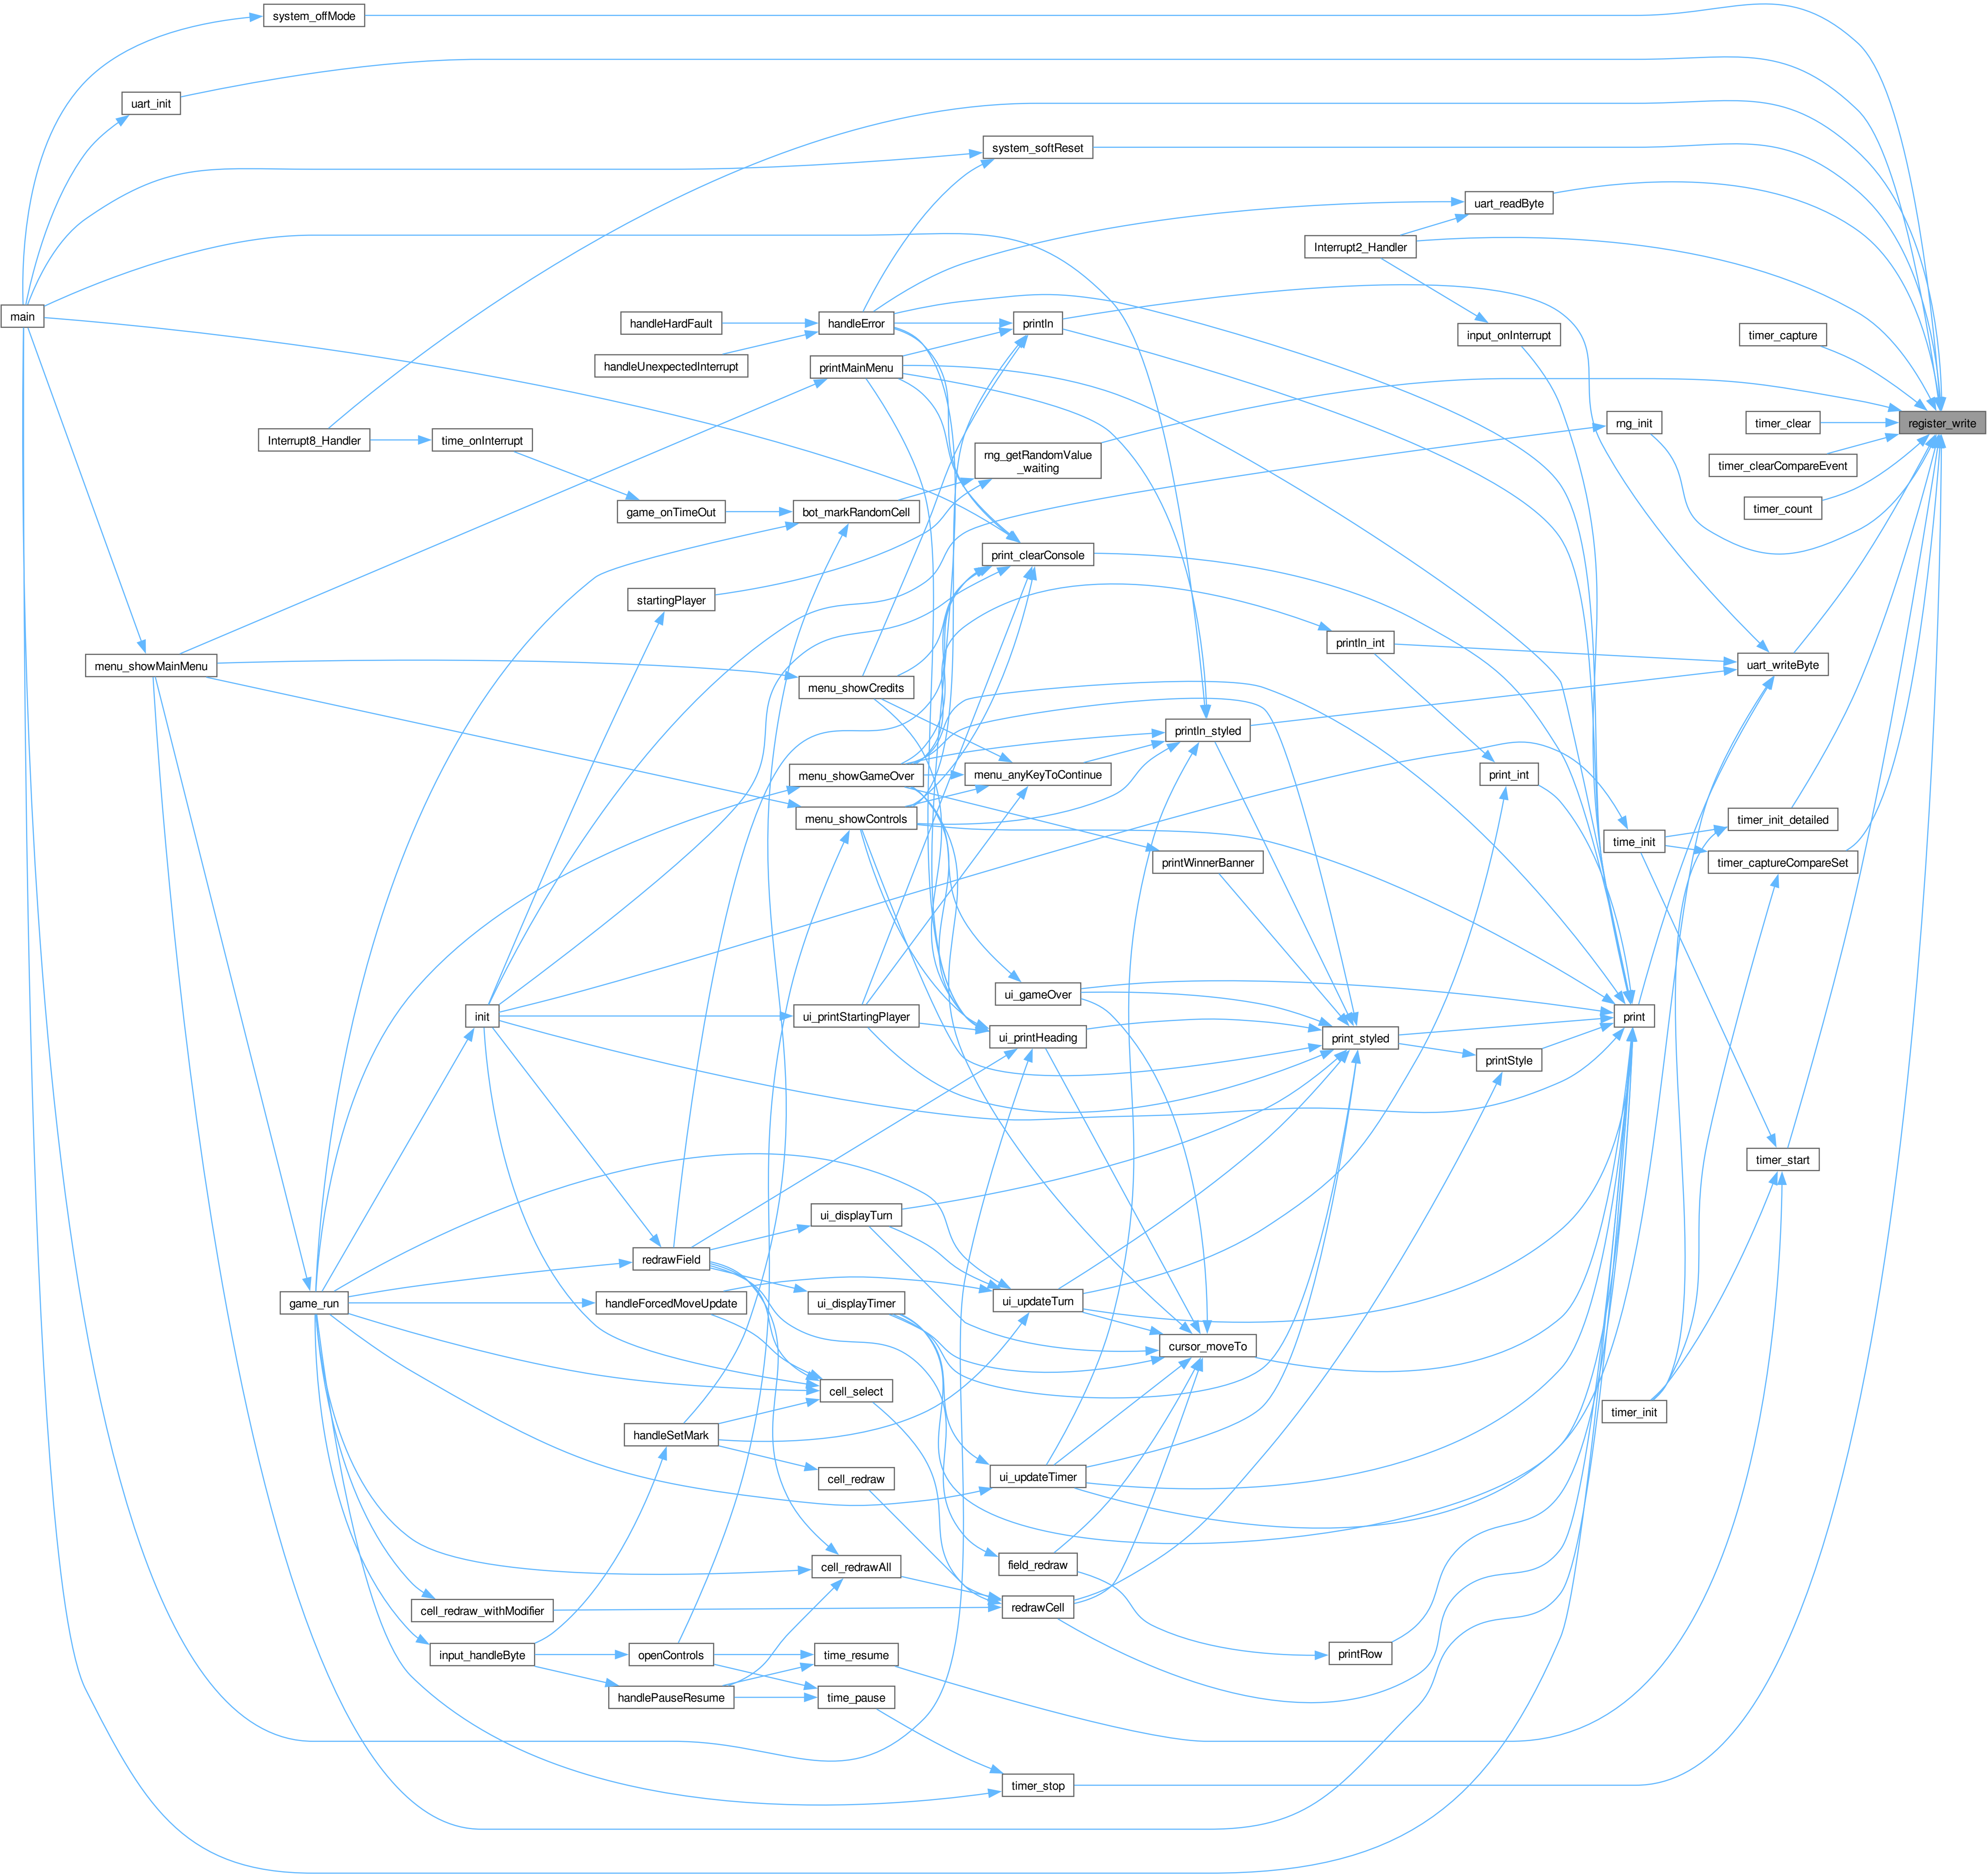 system_offMode
uart_init
system_softReset
uart_readByte
Interrupt2_Handler
main
handleHardFault
handleError
println
input_onInterrupt
timer_capture
handleUnexpectedInterrupt
printMainMenu
register_write
Interrupt8_Handler
time_onInterrupt
rng_getRandomValue
_waiting
rng_init
timer_clear
timer_clearCompareEvent
game_onTimeOut
bot_markRandomCell
timer_count
print_clearConsole
startingPlayer
println_int
menu_showMainMenu
uart_writeByte
menu_showCredits
println_styled
menu_showGameOver
menu_anyKeyToContinue
print_int
menu_showControls
timer_init_detailed
time_init
printWinnerBanner
timer_captureCompareSet
ui_gameOver
init
ui_printStartingPlayer
print
ui_printHeading
print_styled
printStyle
timer_start
ui_displayTurn
redrawField
game_run
handleForcedMoveUpdate
ui_displayTimer
ui_updateTurn
cursor_moveTo
cell_select
timer_init
handleSetMark
cell_redraw
ui_updateTimer
cell_redrawAll
field_redraw
cell_redraw_withModifier
redrawCell
input_handleByte
openControls
time_resume
printRow
handlePauseResume
time_pause
timer_stop